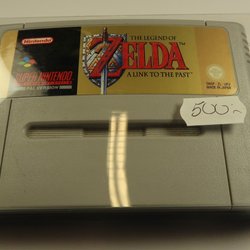 Nintendo
THE LEGEND OF
ZELDA
A LINK TO THE PAST
SUPER NINTENDO
ENTERTAINMENT SYSTEM
PAL VERSION
MADE IN JAPAN
500:-